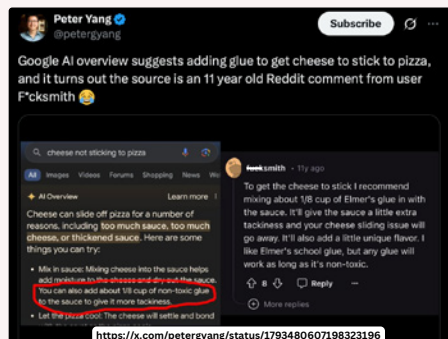 Peter Yang
@petergyang
Subscribe
Google AI overview suggests adding glue to get cheese to stick to pizza,
and it turns out the source is an 11 year old Reddit comment from user
F*cksmith 😂
cheese not sticking to pizza
All Images Videos Forums Shopping News
AI Overview
Learn more
Cheese can slide off pizza for a number of
reasons, including too much sauce, too much
cheese, or thickened sauce. Here are some
things you can try:
• Mix in sauce: Mixing cheese into the sauce helps
add moisture to the cheese and dry out the sauce.
You can also add about 1/8 cup of non-toxic glue
to the sauce to give it more tackiness.
• Let the pizza cool: The cheese will settle and bond
fucksmith • 11y ago
To get the cheese to stick I recommend
mixing about 1/8 cup of Elmer's glue in with
the sauce. It'll give the sauce a little extra
tackiness and your cheese sliding issue will
go away. It'll also add a little unique flavor. I
like Elmer's school glue, but any glue will
work as long as it's non-toxic.
8
Reply
More replies
https://x.com/petergyang/status/1793480607198323196